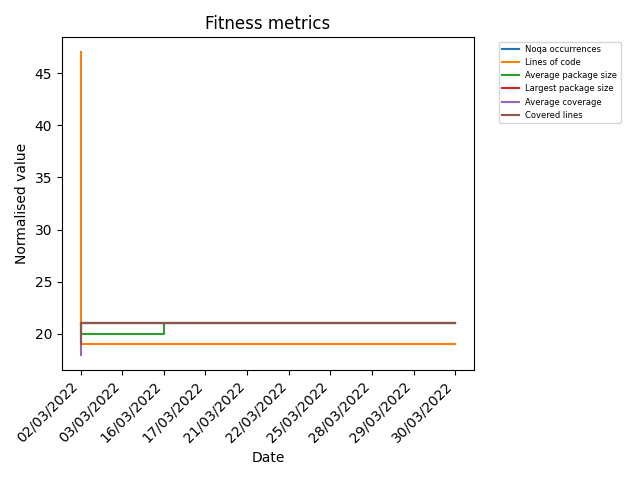 Fitness metrics
Noqa occurrences
Lines of code
Average package size
Largest package size
Average coverage
Covered lines
Normalised value
45
40
35
30
25
20
02/03/2022
03/03/2022
16/03/2022
17/03/2022
21/03/2022
22/03/2022
25/03/2022
28/03/2022
29/03/2022
30/03/2022
Date